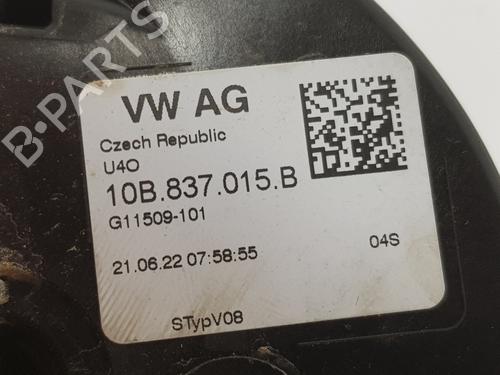 B-PARTS
VW AG
Czech Republic
U4O
10B.837.015.B
G11509-101
21.06.22 07:58:55 04S
STypV08